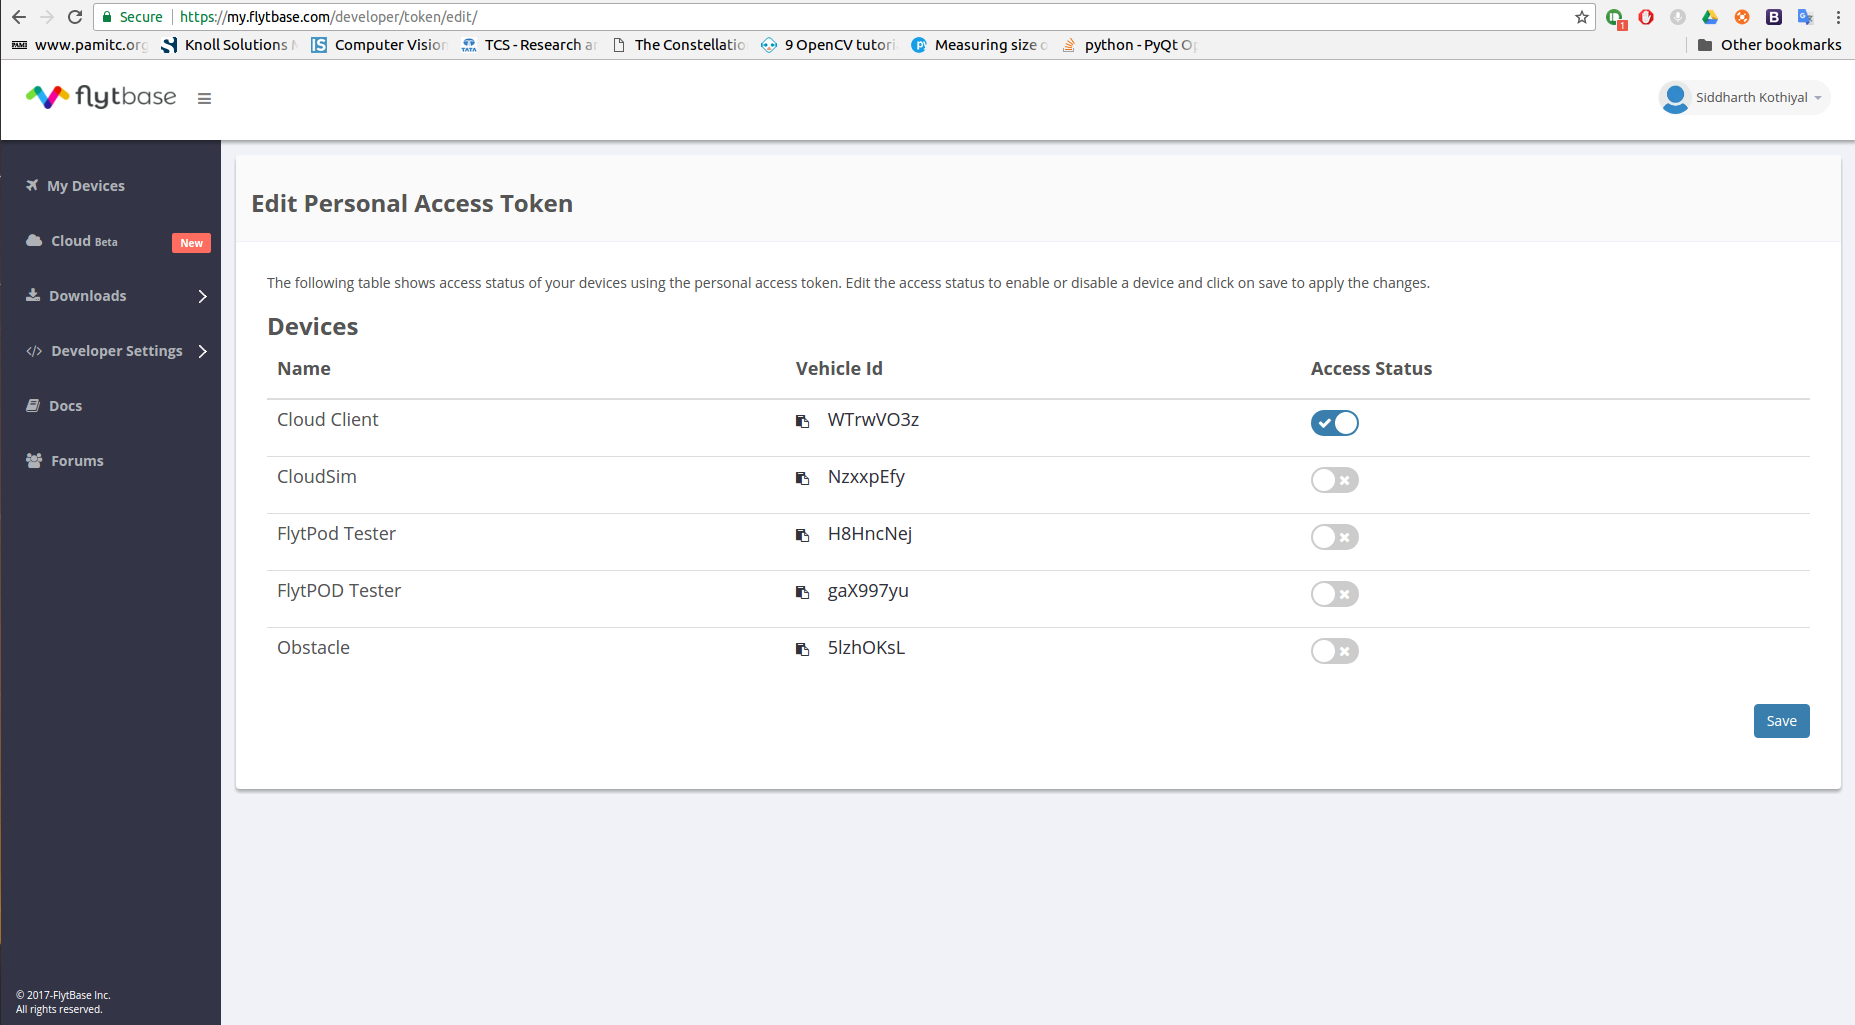 Secure https://my.flytbase.com/developer/token/edit/
1
www.pamitc.org Knoll Solutions Computer Vision TCS - Research The Constellatio 9 OpenCV tutori Measuring size python - PyQt Other bookmarks
flytbase Siddharth Kothiyal
My Devices
Cloud Beta New
Downloads
Developer Settings
Docs
Forums
Edit Personal Access Token
The following table shows access status of your devices using the personal access token. Edit the access status to enable or disable a device and click on save to apply the changes.
Devices
Name Vehicle Id Access Status
Cloud Client WTrwVO3z
CloudSim NzxxpEfy
FlytPod Tester H8HncNej
FlytPOD Tester gaX997yu
Obstacle 5lzhOKsL
Save
© 2017-FlytBase Inc.
All rights reserved.